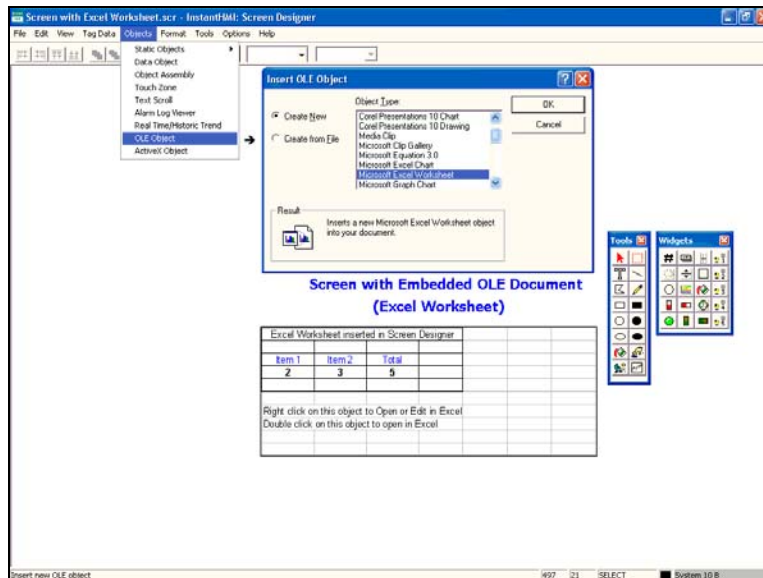 Screen with Excel Worksheet.scr - InstantHMI: Screen Designer
File Edit View Tag Data Objects Format Tools Options Help
Static Objects
Data Object
Object Assembly
Touch Zone
Text Scroll
Alarm Log Viewer
Real Time/Historic Trend
OLE Object
ActiveX Object
Insert OLE Object
Create New
Create from File
Object Type:
Corel Presentations 10 Chart
Corel Presentations 10 Drawing
Media Clip
Microsoft Clip Gallery
Microsoft Equation 3.0
Microsoft Excel Chart
Microsoft Excel Worksheet
Microsoft Graph Chart
OK
Cancel
Result
Inserts a new Microsoft Excel Worksheet object
into your document.
Tools
Widgets
Screen with Embedded OLE Document
(Excel Worksheet)
Excel Worksheet inserted in Screen Designer
Item 1 Item 2 Total
2 3 5
Right click on this object to Open or Edit in Excel
Double click on this object to open in Excel
Insert new OLE object
497 21 SELECT System 10 B